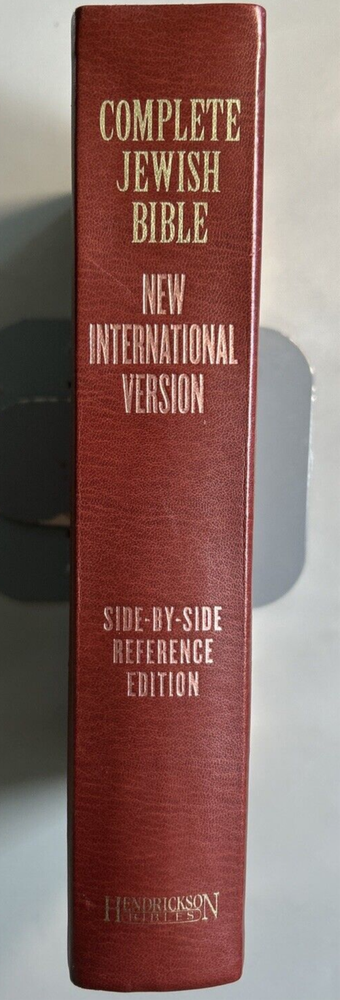 COMPLETE
JEWISH
BIBLE
NEW
INTERNATIONAL
VERSION
SIDE-BY-SIDE
REFERENCE
EDITION
HENDRICKSON
BIBLES